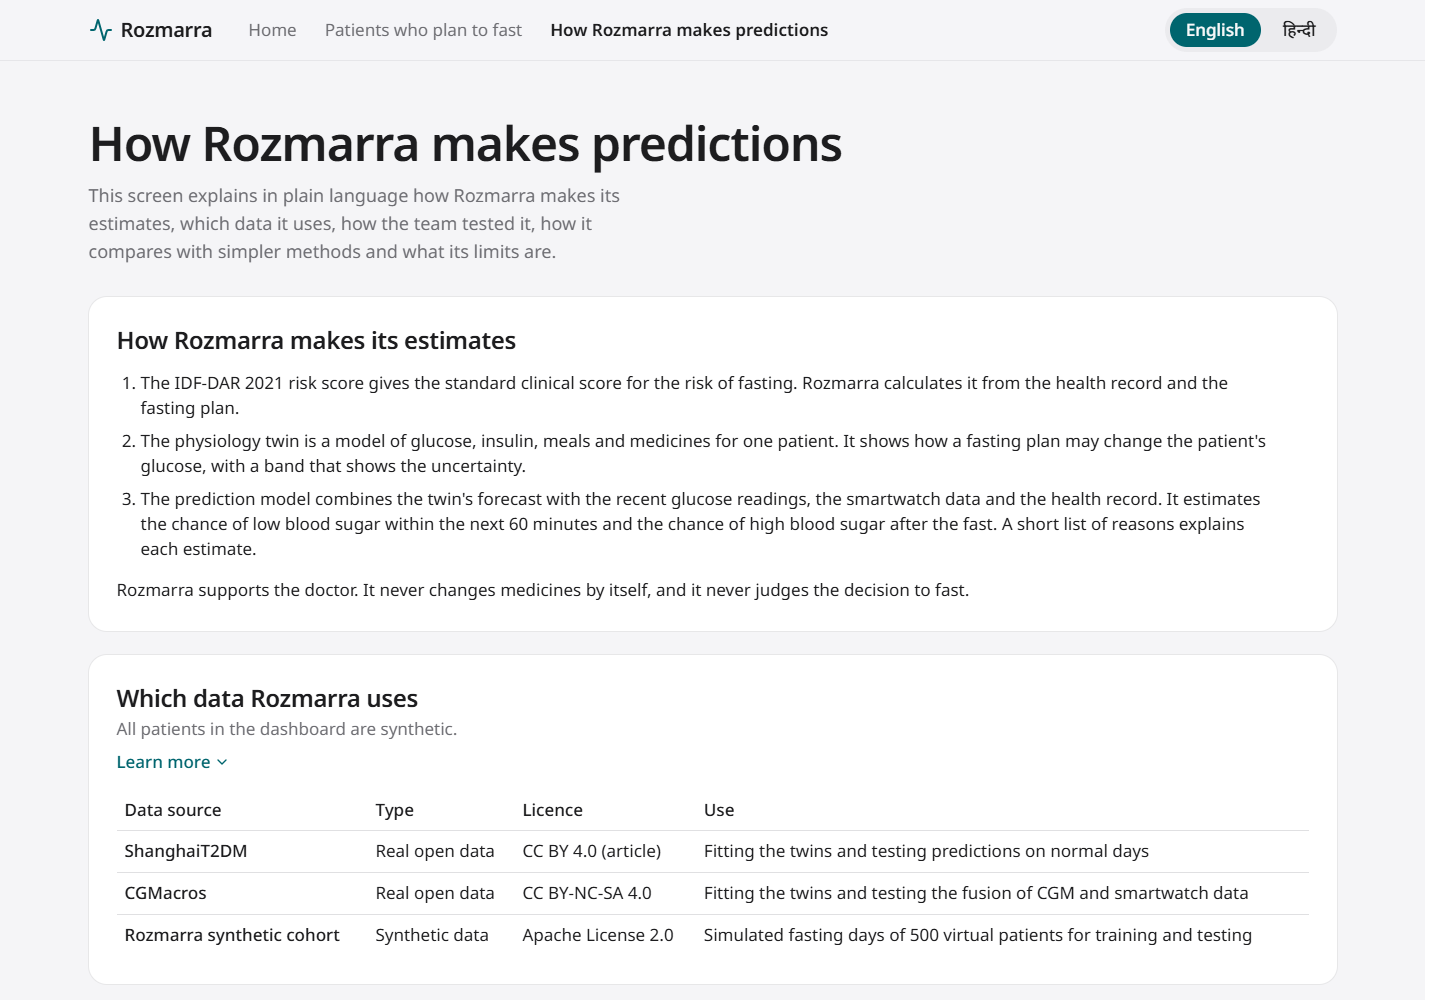 Rozmarra
Home
Patients who plan to fast
How Rozmarra makes predictions
English
हिन्दी
How Rozmarra makes predictions
This screen explains in plain language how Rozmarra makes its
estimates, which data it uses, how the team tested it, how it
compares with simpler methods and what its limits are.
How Rozmarra makes its estimates
1. The IDF-DAR 2021 risk score gives the standard clinical score for the risk of fasting. Rozmarra calculates it from the health record and the
fasting plan.
2. The physiology twin is a model of glucose, insulin, meals and medicines for one patient. It shows how a fasting plan may change the patient's
glucose, with a band that shows the uncertainty.
3. The prediction model combines the twin's forecast with the recent glucose readings, the smartwatch data and the health record. It estimates
the chance of low blood sugar within the next 60 minutes and the chance of high blood sugar after the fast. A short list of reasons explains
each estimate.
Rozmarra supports the doctor. It never changes medicines by itself, and it never judges the decision to fast.
Which data Rozmarra uses
All patients in the dashboard are synthetic.
Learn more
Data source Type Licence Use
ShanghaiT2DM Real open data CC BY 4.0 (article) Fitting the twins and testing predictions on normal days
CGMacros Real open data CC BY-NC-SA 4.0 Fitting the twins and testing the fusion of CGM and smartwatch data
Rozmarra synthetic cohort Synthetic data Apache License 2.0 Simulated fasting days of 500 virtual patients for training and testing